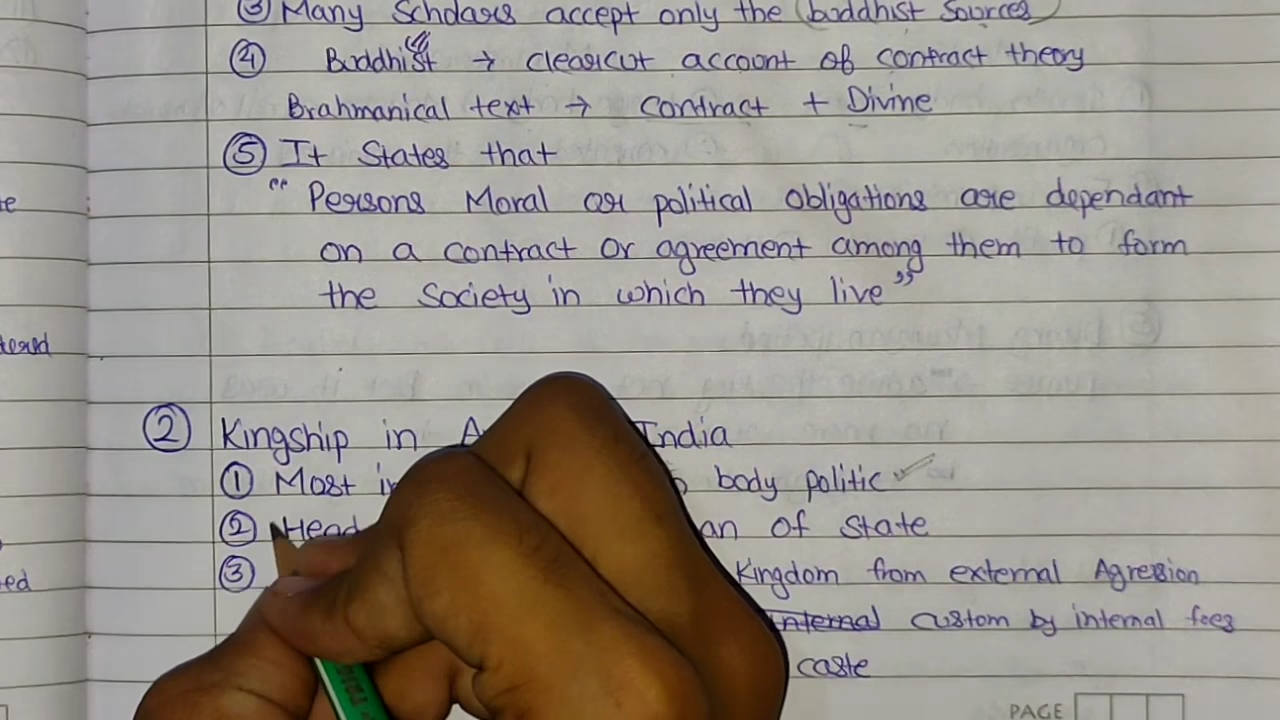 ③ Many Scholars accept only the (buddhist Sources)
④ Buddhist → clearcut account of contract theory
Brahmanical text → contract + Divine
⑤ It States that
"Persons Moral or political obligations are dependant
on a contract or agreement among them to form
the Society in which they live"
② Kingship in India
① Most body politic ✓
② Head of State
③ Kingdom from external Agression
internal custom by internal foes
caste
PAGE